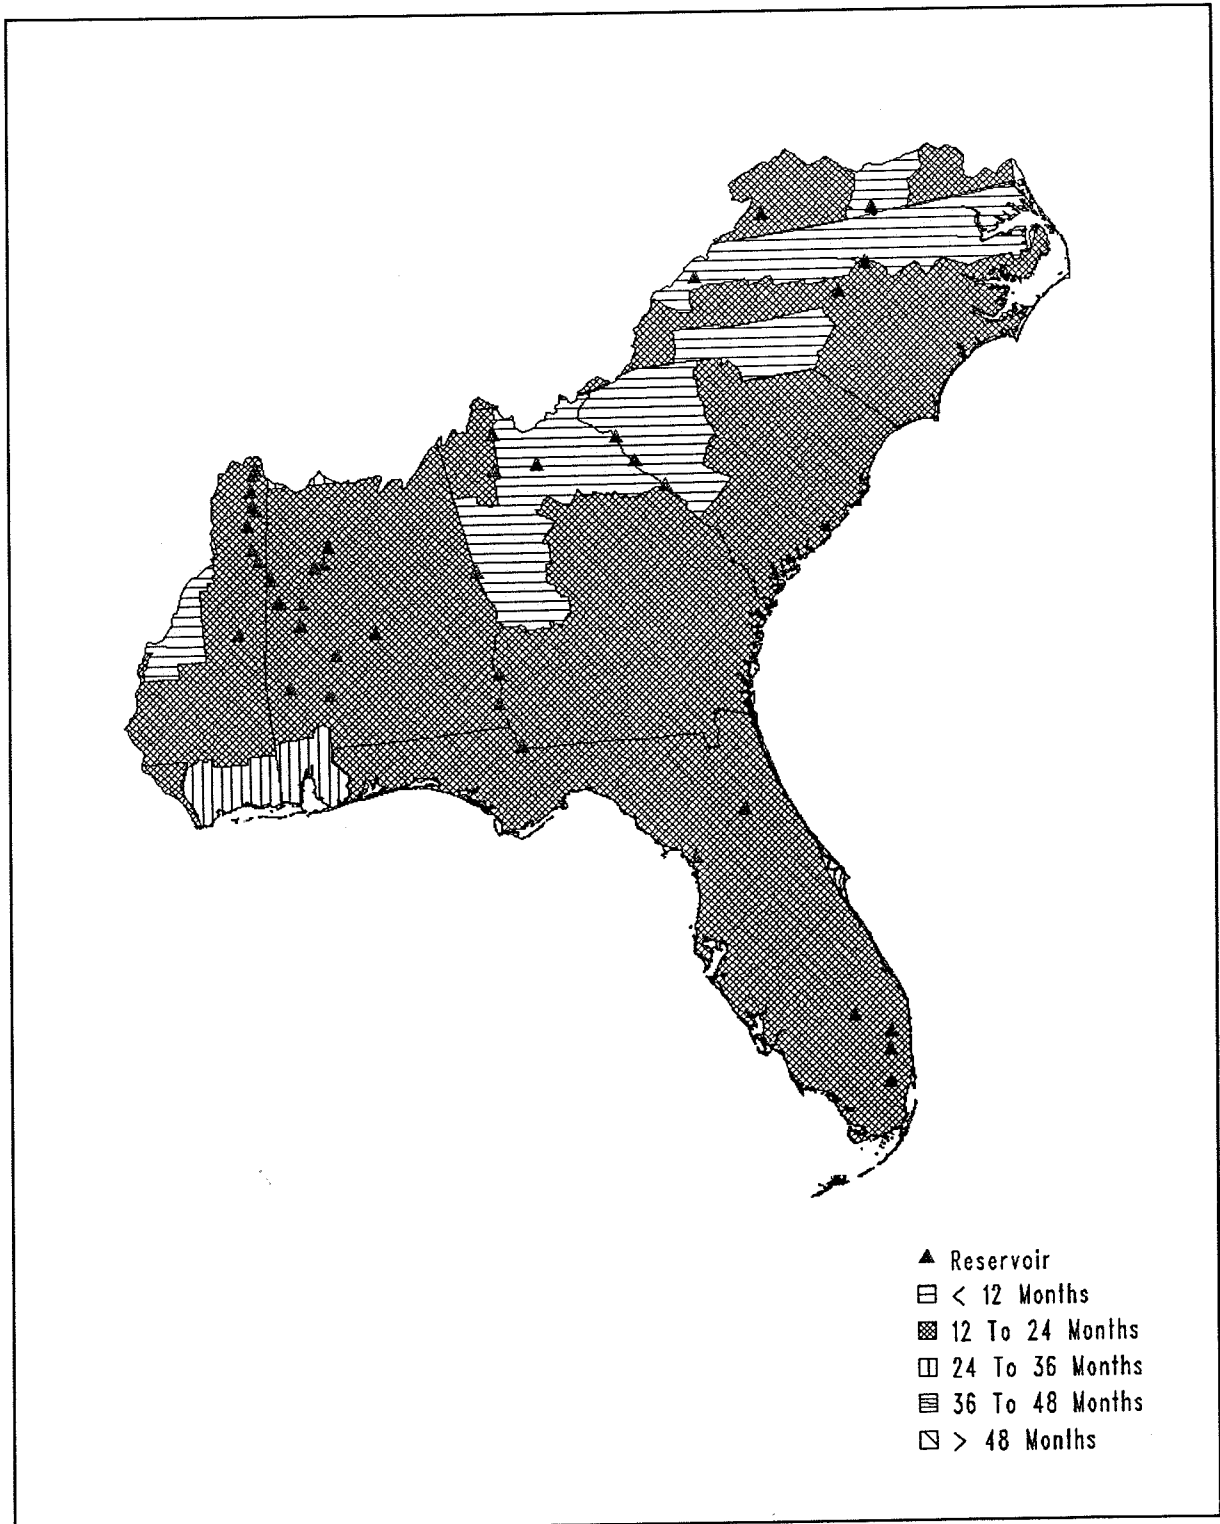 Reservoir
< 12 Months
12 To 24 Months
24 To 36 Months
36 To 48 Months
> 48 Months